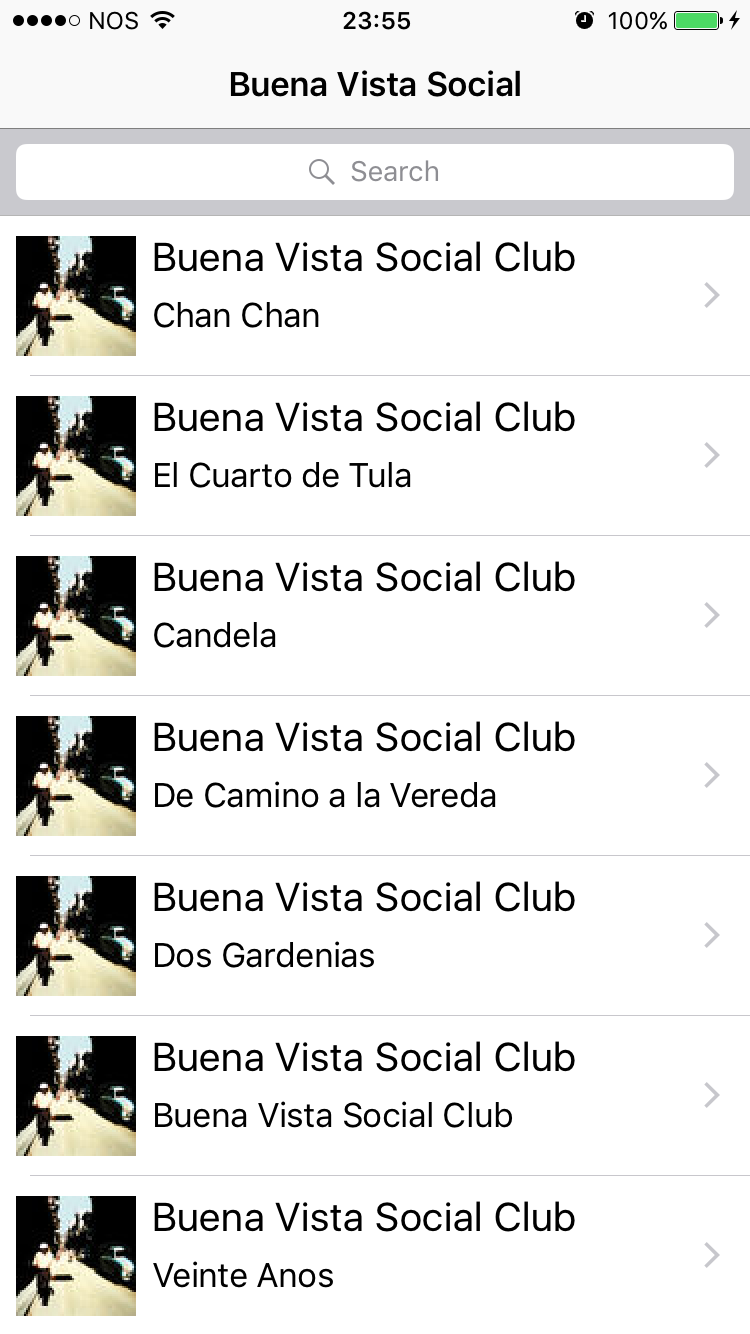 NOS 23:55 100%
Buena Vista Social
Search
Buena Vista Social Club
Chan Chan
Buena Vista Social Club
El Cuarto de Tula
Buena Vista Social Club
Candela
Buena Vista Social Club
De Camino a la Vereda
Buena Vista Social Club
Dos Gardenias
Buena Vista Social Club
Buena Vista Social Club
Buena Vista Social Club
Veinte Anos